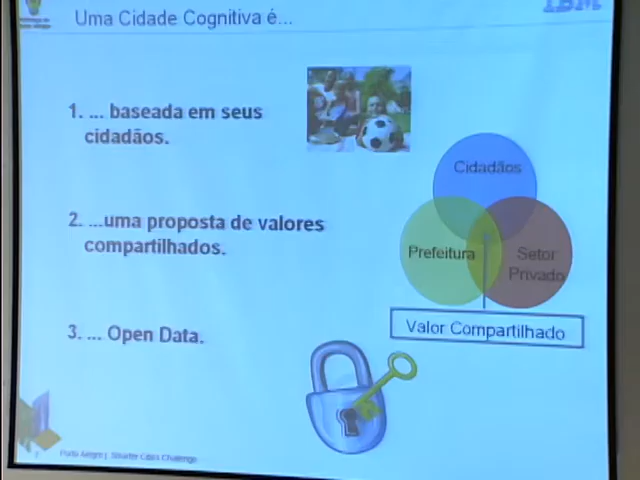 Uma Cidade Cognitiva é...
IBM
1. ... baseada em seus
cidadãos.
Cidadãos
2. ...uma proposta de valores
compartilhados.
Prefeitura
Setor
Privado
Valor Compartilhado
3. ... Open Data.
Porto Alegre | Smarter Cities Challenge